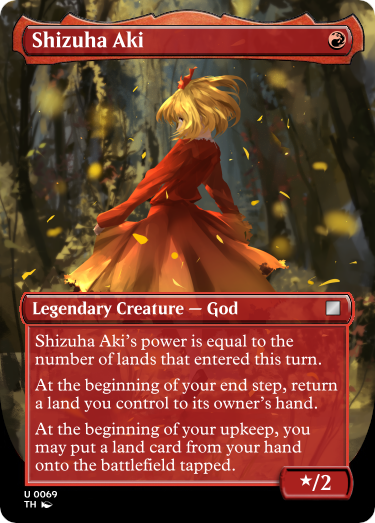 Shizuha Aki
Legendary Creature — God
Shizuha Aki's power is equal to the
number of lands that entered this turn.
At the beginning of your end step, return
a land you control to its owner's hand.
At the beginning of your upkeep, you
may put a land card from your hand
onto the battlefield tapped.
★/2
U 0069
TH